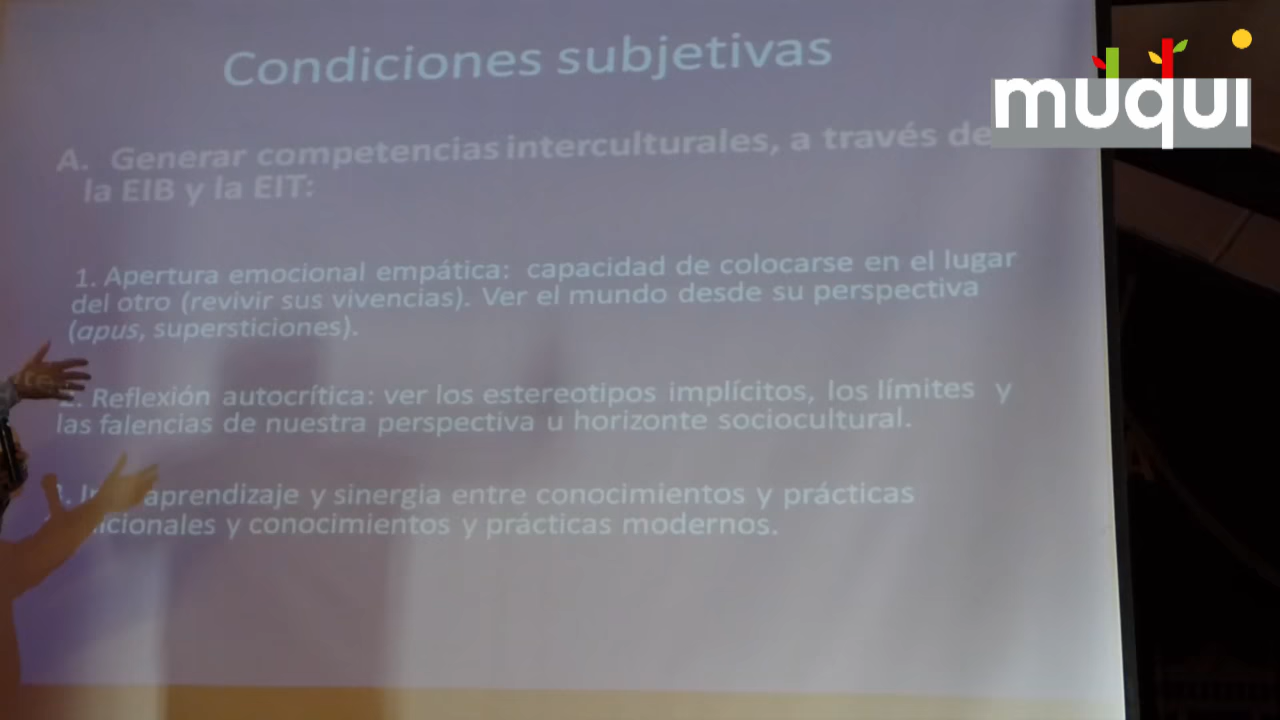 Condiciones subjetivas
muqui
A. Generar competencias interculturales, a través de
la EIB y la EIT:
1. Apertura emocional empática: capacidad de colocarse en el lugar
del otro (revivir sus vivencias). Ver el mundo desde su perspectiva
(apus, supersticiones).
2. Reflexión autocrítica: ver los estereotipos implícitos, los límites y
las falencias de nuestra perspectiva u horizonte sociocultural.
aprendizaje y sinergia entre conocimientos y prácticas
y conocimientos y prácticas modernos.